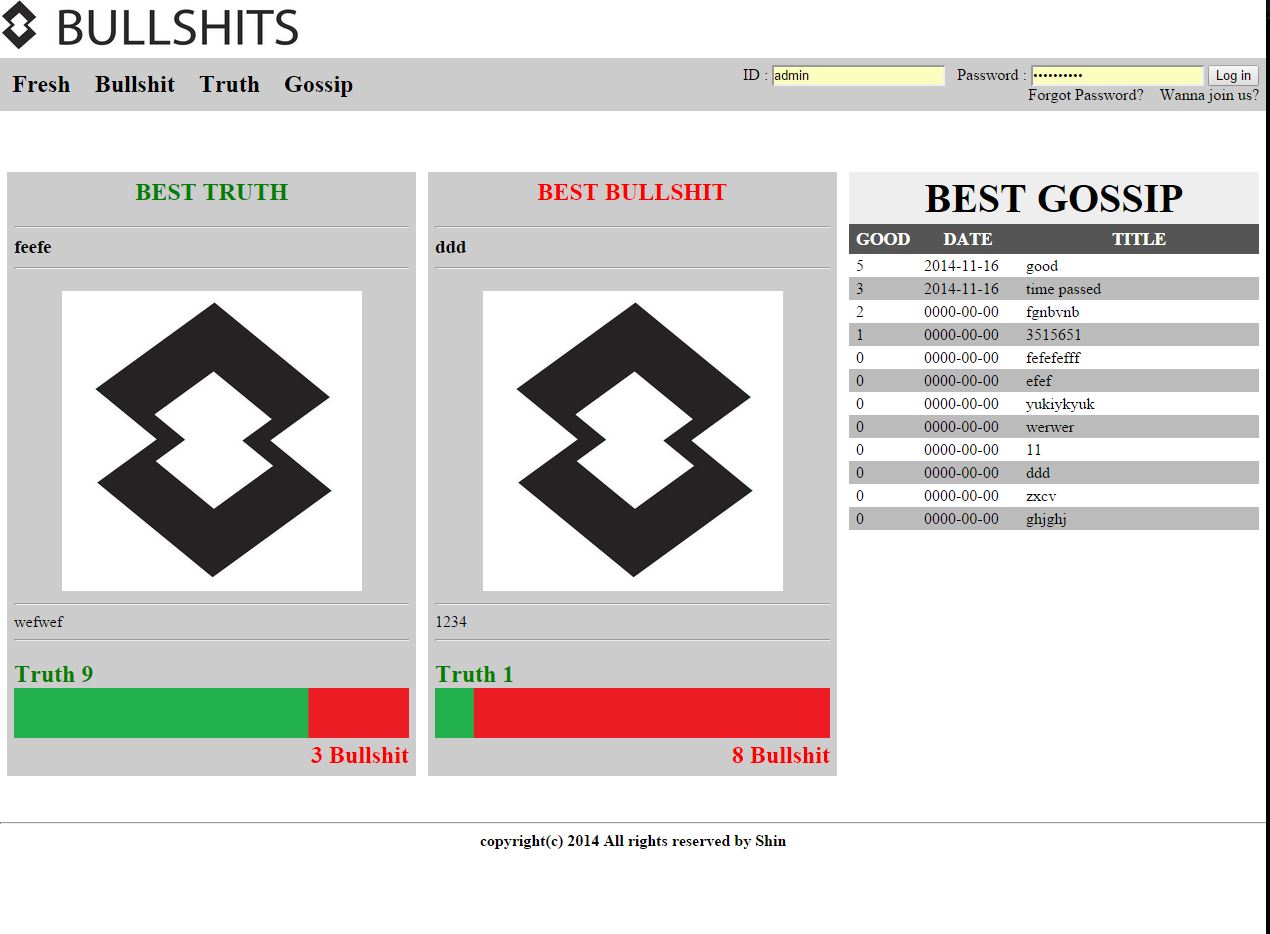 BULLSHITS
Fresh Bullshit Truth Gossip
ID : admin Password : •••••••••• Log in
Forgot Password? Wanna join us?
BEST TRUTH
feefe
wefwef
Truth 9
3 Bullshit
BEST BULLSHIT
ddd
1234
Truth 1
8 Bullshit
BEST GOSSIP
GOOD DATE TITLE
5 2014-11-16 good
3 2014-11-16 time passed
2 0000-00-00 fgnbvnb
1 0000-00-00 3515651
0 0000-00-00 fefefefff
0 0000-00-00 efef
0 0000-00-00 yukiykyuk
0 0000-00-00 werwer
0 0000-00-00 11
0 0000-00-00 ddd
0 0000-00-00 zxcv
0 0000-00-00 ghjghj
copyright(c) 2014 All rights reserved by Shin